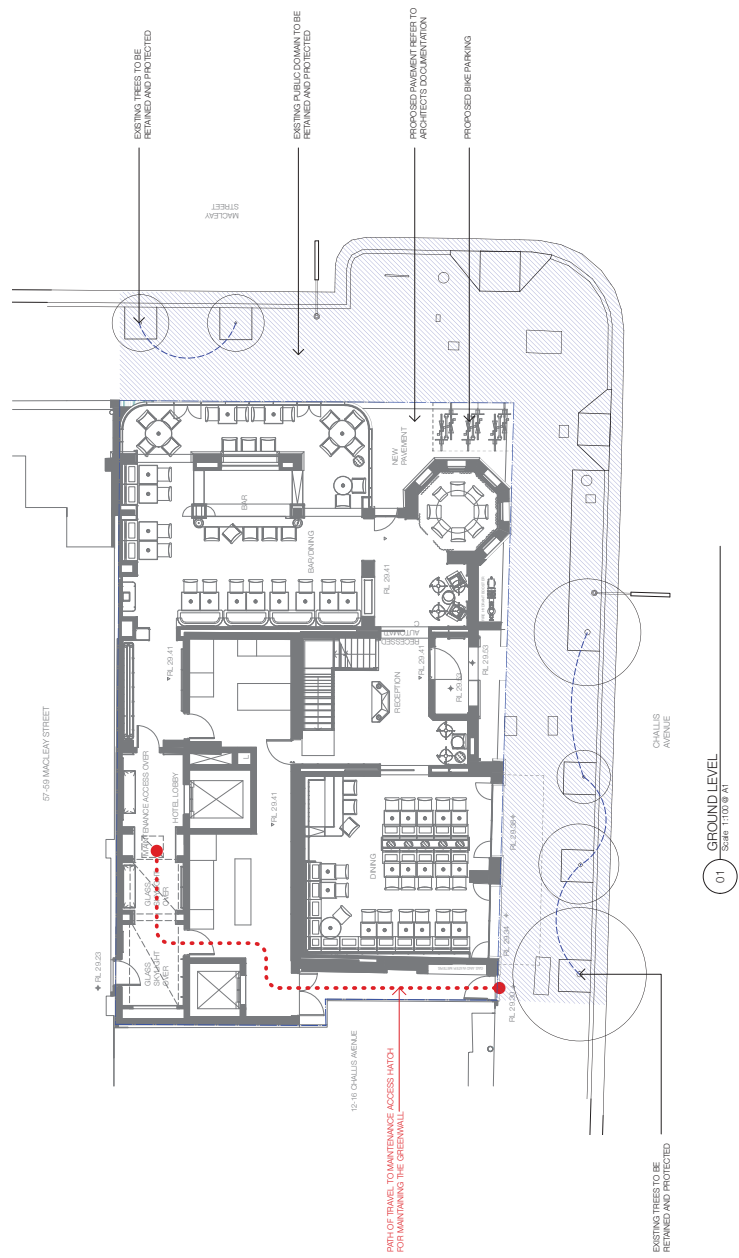 EXISTING TREES TO BE
RETAINED AND PROTECTED
EXISTING PUBLIC DOMAIN TO BE
RETAINED AND PROTECTED
PROPOSED PAVEMENT REFER TO
ARCHITECTS DOCUMENTATION
PROPOSED BIKE PARKING
MACLEAY
STREET
57-59 MACLEAY STREET
NEW
PAVEMENT
BAR
BAR/DINING
RL 29.41
RL 29.41
RECESSED
RL 29.41
RL 29.53
RECEPTION
MAINTENANCE ACCESS OVER
HOTEL LOBBY
RL 29.41
GLASS
OVER
GLASS
SKYLIGHT
OVER
DINING
RL 29.23
RL 29.34
12-16 CHALLIS AVENUE
CHALLIS
AVENUE
PATH OF TRAVEL TO MAINTENANCE ACCESS HATCH
FOR MAINTAINING THE GREENWALL
EXISTING TREES TO BE
RETAINED AND PROTECTED
01
GROUND LEVEL
Scale 1:100 @ A1